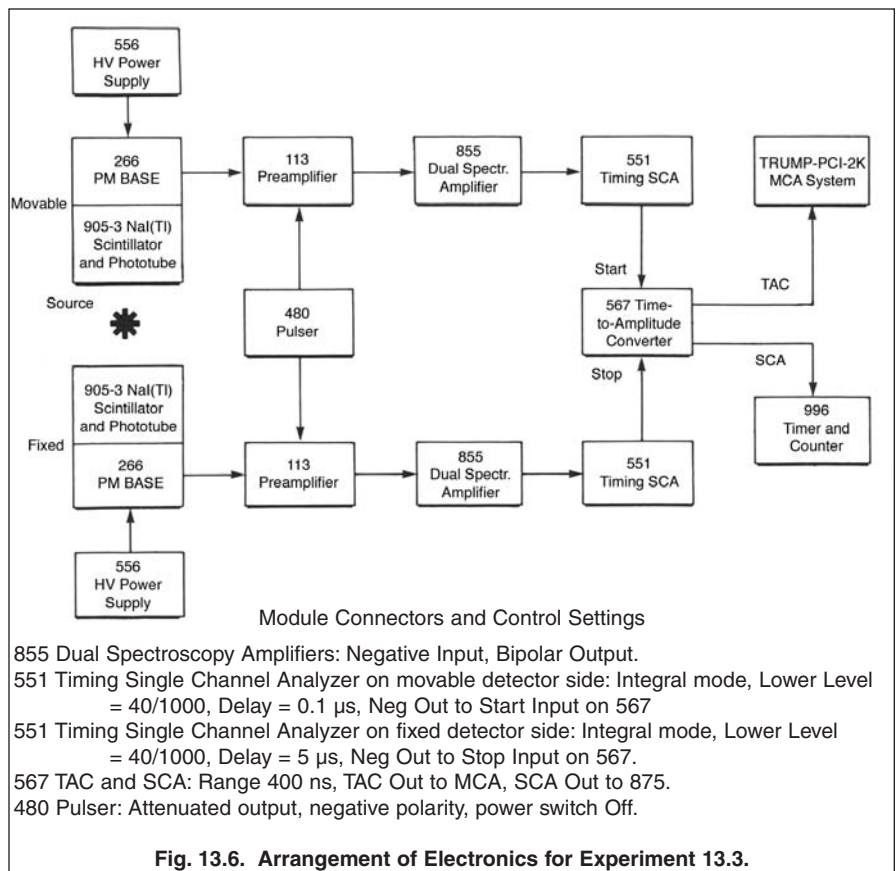 556
HV Power
Supply
266
PM BASE
Movable
905-3 NaI(Tl)
Scintillator
and Phototube
113
Preamplifier
855
Dual Spectr.
Amplifier
551
Timing SCA
TRUMP-PCI-2K
MCA System
Source
480
Pulser
Start
567 Time-
to-Amplitude
Converter
TAC
SCA
Stop
996
Timer and
Counter
905-3 NaI(Tl)
Scintillator
and Phototube
Fixed
266
PM BASE
113
Preamplifier
855
Dual Spectr.
Amplifier
551
Timing SCA
556
HV Power
Supply
Module Connectors and Control Settings
855 Dual Spectroscopy Amplifiers: Negative Input, Bipolar Output.
551 Timing Single Channel Analyzer on movable detector side: Integral mode, Lower Level
= 40/1000, Delay = 0.1 µs, Neg Out to Start Input on 567
551 Timing Single Channel Analyzer on fixed detector side: Integral mode, Lower Level
= 40/1000, Delay = 5 µs, Neg Out to Stop Input on 567.
567 TAC and SCA: Range 400 ns, TAC Out to MCA, SCA Out to 875.
480 Pulser: Attenuated output, negative polarity, power switch Off.
Fig. 13.6. Arrangement of Electronics for Experiment 13.3.